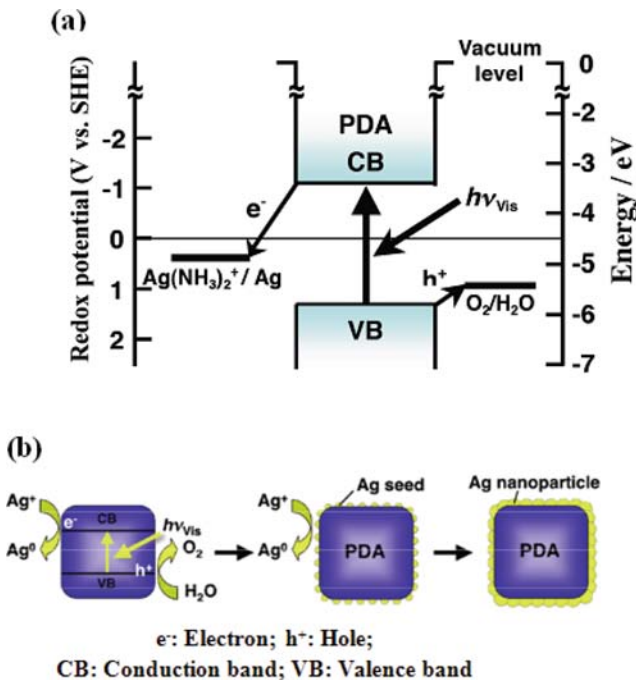 (a)
Vacuum level
0
-2
-1
0
1
2
Redox potential (V vs. SHE)
PDA
CB
e-
hνVis
Ag(NH3)2+/ Ag
h+
O2/H2O
VB
-2
-3
-4
-5
-6
-7
Energy / eV
(b)
Ag+
e-
CB
hνVis
Ag0
O2
VB
h+
H2O
Ag+
Ag seed
Ag0
PDA
Ag nanoparticle
PDA
e-: Electron; h+: Hole;
CB: Conduction band; VB: Valence band